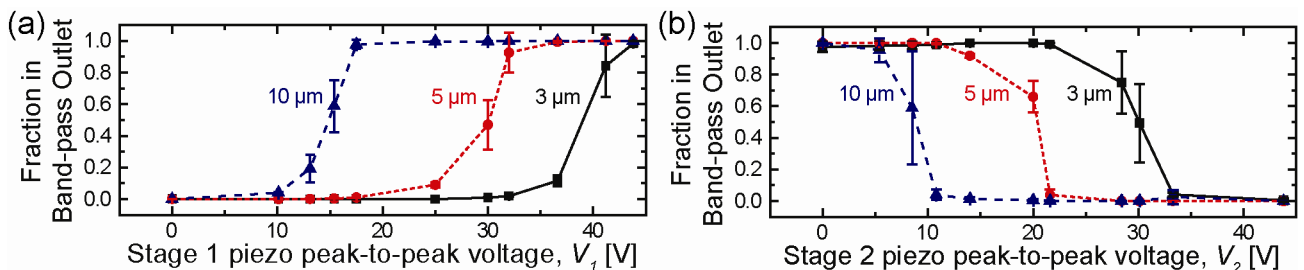 (a)
Fraction in
Band-pass Outlet
1.0
0.8
0.6
0.4
0.2
0.0
10 µm
5 µm
3 µm
0 10 20 30 40
Stage 1 piezo peak-to-peak voltage, V1 [V]
(b)
Fraction in
Band-pass Outlet
1.0
0.8
0.6
0.4
0.2
0.0
10 µm
5 µm
3 µm
0 10 20 30 40
Stage 2 piezo peak-to-peak voltage, V2 [V]